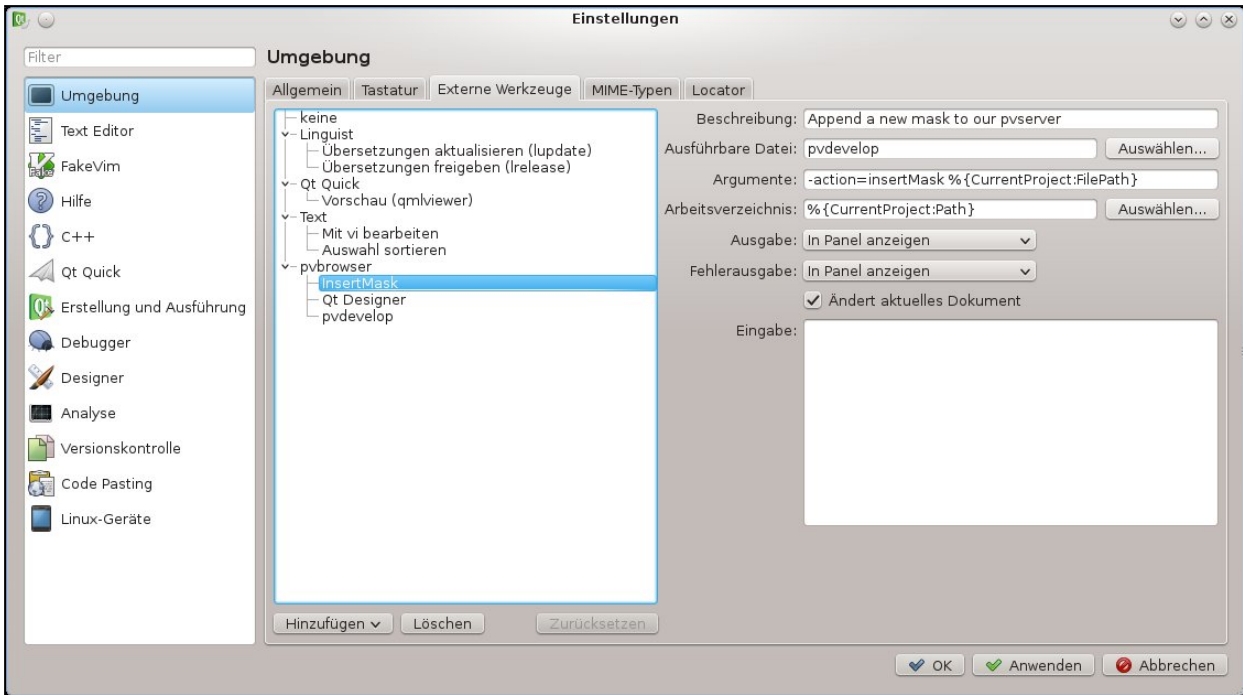 Einstellungen
Filter
Umgebung
Text Editor
FakeVim
Hilfe
C++
Qt Quick
Erstellung und Ausführung
Debugger
Designer
Analyse
Versionskontrolle
Code Pasting
Linux-Geräte
Umgebung
Allgemein Tastatur Externe Werkzeuge MIME-Typen Locator
keine
Linguist
Übersetzungen aktualisieren (lupdate)
Übersetzungen freigeben (lrelease)
Qt Quick
Vorschau (qmlviewer)
Text
Mit vi bearbeiten
Auswahl sortieren
pvbrowser
InsertMask
Qt Designer
pvdevelop
Hinzufügen Löschen Zurücksetzen
Beschreibung: Append a new mask to our pvserver
Ausführbare Datei: pvdevelop Auswählen...
Argumente: -action=insertMask %{CurrentProject:FilePath}
Arbeitsverzeichnis: %{CurrentProject:Path} Auswählen...
Ausgabe: In Panel anzeigen
Fehlerausgabe: In Panel anzeigen
Ändert aktuelles Dokument
Eingabe:
OK Anwenden Abbrechen